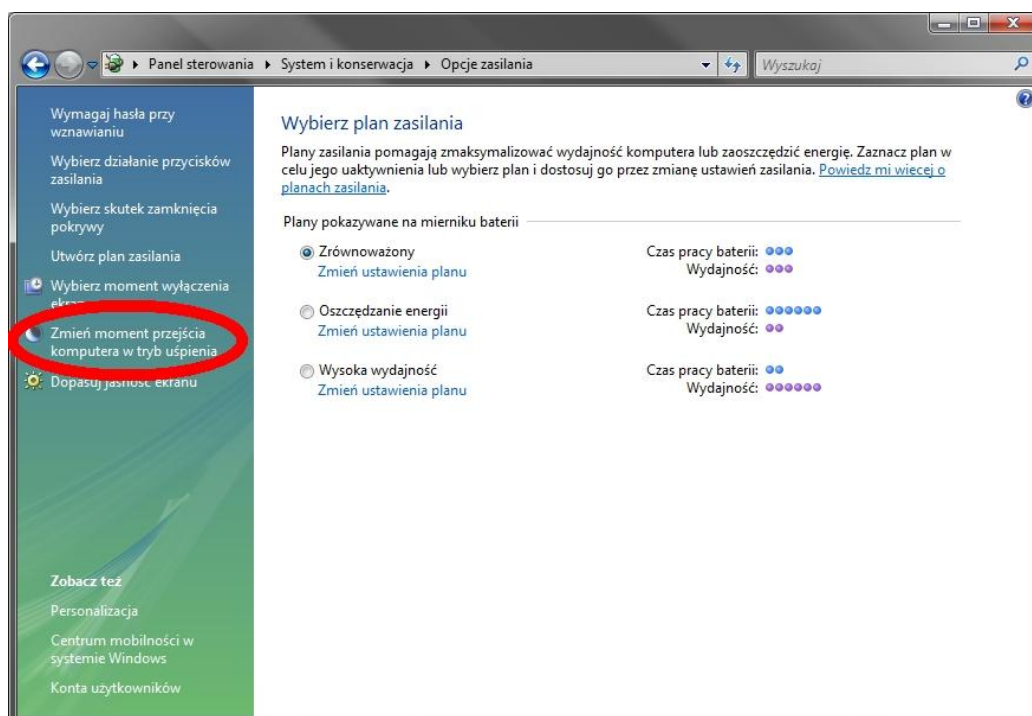 Panel sterowania
System i konserwacja
Opcje zasilania
Wyszukaj
Wymagaj hasła przy
wznawianiu
Wybierz działanie przycisków
zasilania
Wybierz skutek zamknięcia
pokrywy
Utwórz plan zasilania
Wybierz moment wyłączenia
Zmień moment przejścia
komputera w tryb uśpienia
Dopasuj jasność ekranu
Zobacz też
Personalizacja
Centrum mobilności w
systemie Windows
Konta użytkowników
Wybierz plan zasilania
Plany zasilania pomagają zmaksymalizować wydajność komputera lub zaoszczędzić energię. Zaznacz plan w
celu jego uaktywnienia lub wybierz plan i dostosuj go przez zmianę ustawień zasilania. Powiedz mi wiecej o
planach zasilania.
Plany pokazywane na mierniku baterii
Zrównoważony
Czas pracy baterii:
Zmień ustawienia planu
Wydajność:
Oszczędzanie energii
Czas pracy baterii:
Zmień ustawienia planu
Wydajność:
Wysoka wydajność
Czas pracy baterii:
Zmień ustawienia planu
Wydajność: